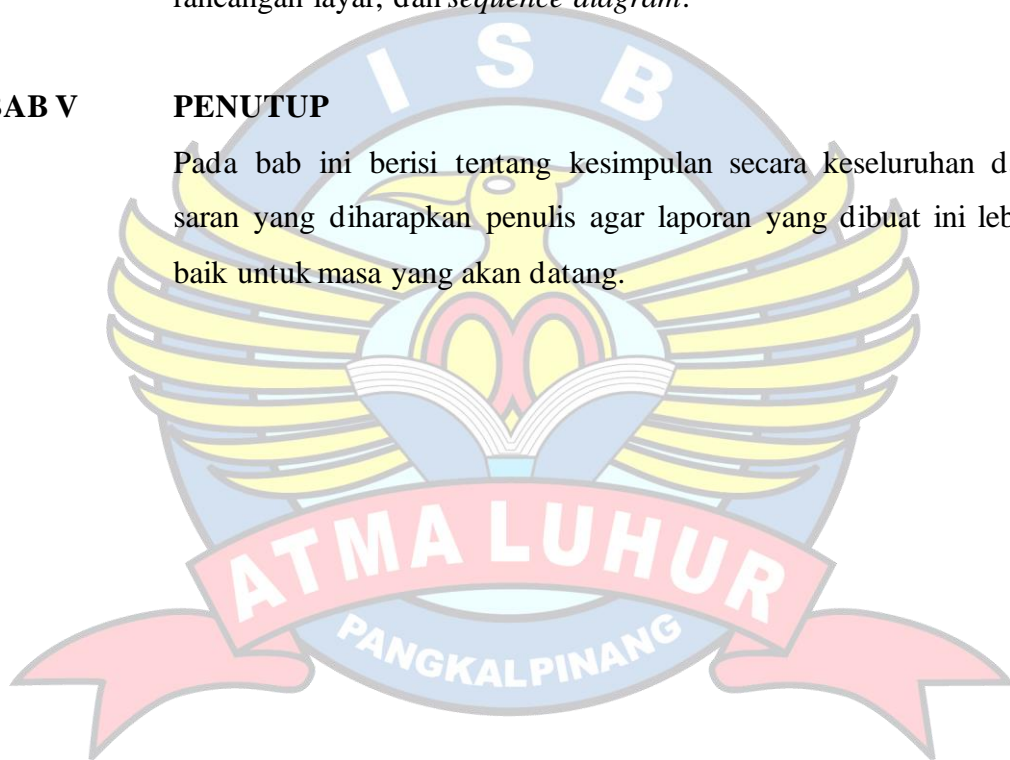 rancangan layar, dan sequence diagram.
BAB V PENUTUP
Pada bab ini berisi tentang kesimpulan secara keseluruhan
saran yang diharapkan penulis agar laporan yang dibuat ini
baik untuk masa yang akan datang.
I S B
ATMA LUHUR
PANGKALPINANG